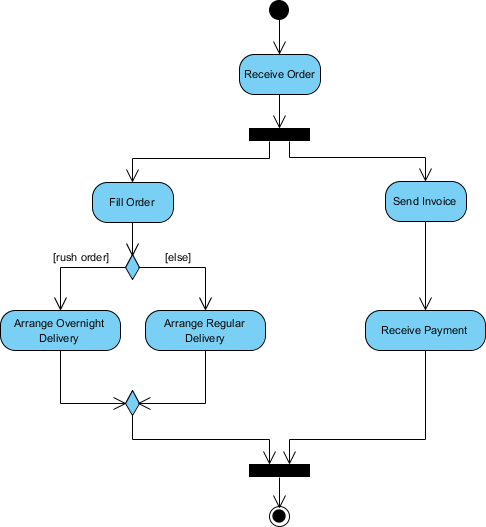 Receive Order
Fill Order
Send Invoice
[rush order]
[else]
Arrange Overnight
Delivery
Arrange Regular
Delivery
Receive Payment